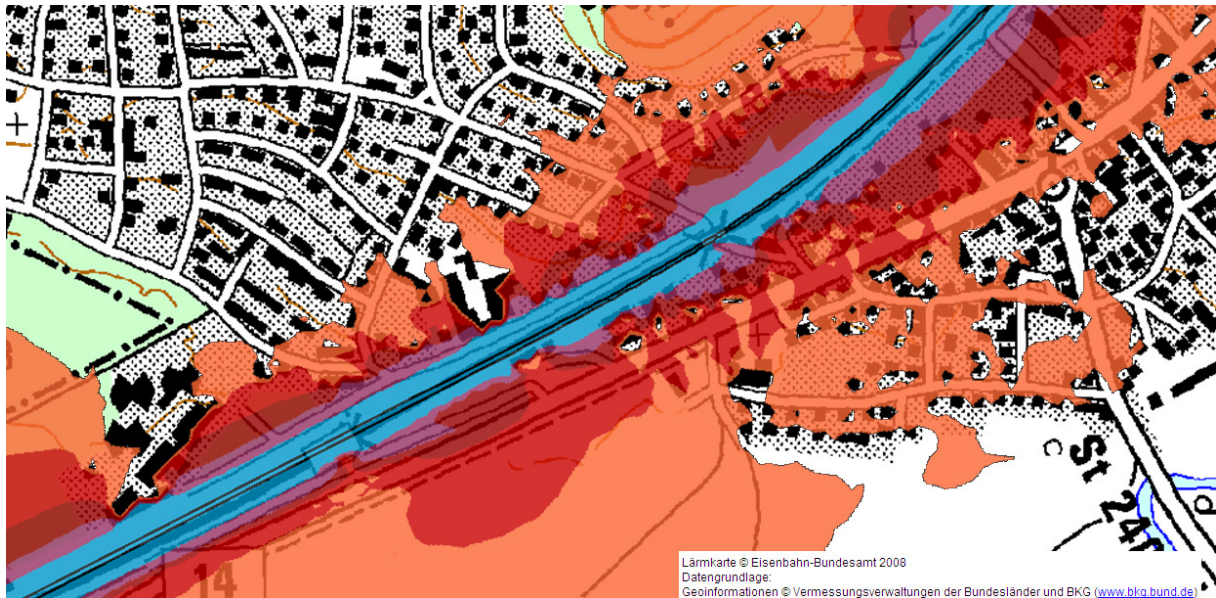 St 24
c
14
Lärmkarte © Eisenbahn-Bundesamt 2008
Datengrundlage:
Geoinformationen © Vermessungsverwaltungen der Bundesländer und BKG (www.bkg.bund.de)